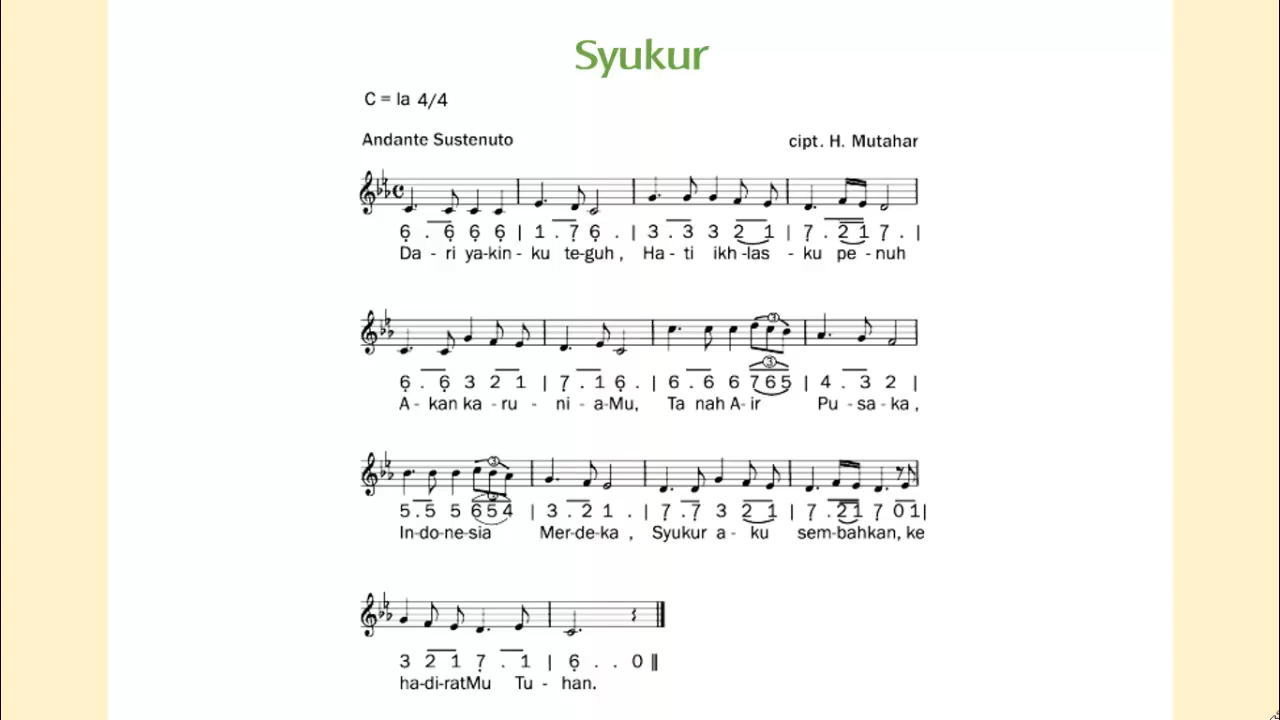 Syukur
C = la 4/4
Andante Sustenuto
cipt. H. Mutahar
6̣ . 6̣ 6̣ 6̣ | 1 . 7̣ 6̣ . | 3 . 3 3 2 1 | 7̣ . 2 1 7̣ . |
Da - ri ya-kin - ku te-guh , Ha - ti ikh -las - ku pe - nuh
3
3
6̣ . 6̣ 3 2 1 | 7̣ . 1 6̣ . | 6 . 6 6 7 6 5 | 4 . 3 2 |
A - kan ka - ru - ni - a-Mu, Ta nah A- ir Pu - sa - ka ,
3
3
5 . 5 5 6 5 4 | 3 . 2 1 . | 7̣ . 7̣ 3 2 1 | 7̣ . 2 1 7̣ 0 1 |
In-do-ne-sia Mer-de-ka , Syukur a - ku sem-bahkan, ke
3 2 1 7̣ . 1 | 6̣ . . 0 ||
ha-di-ratMu Tu - han.